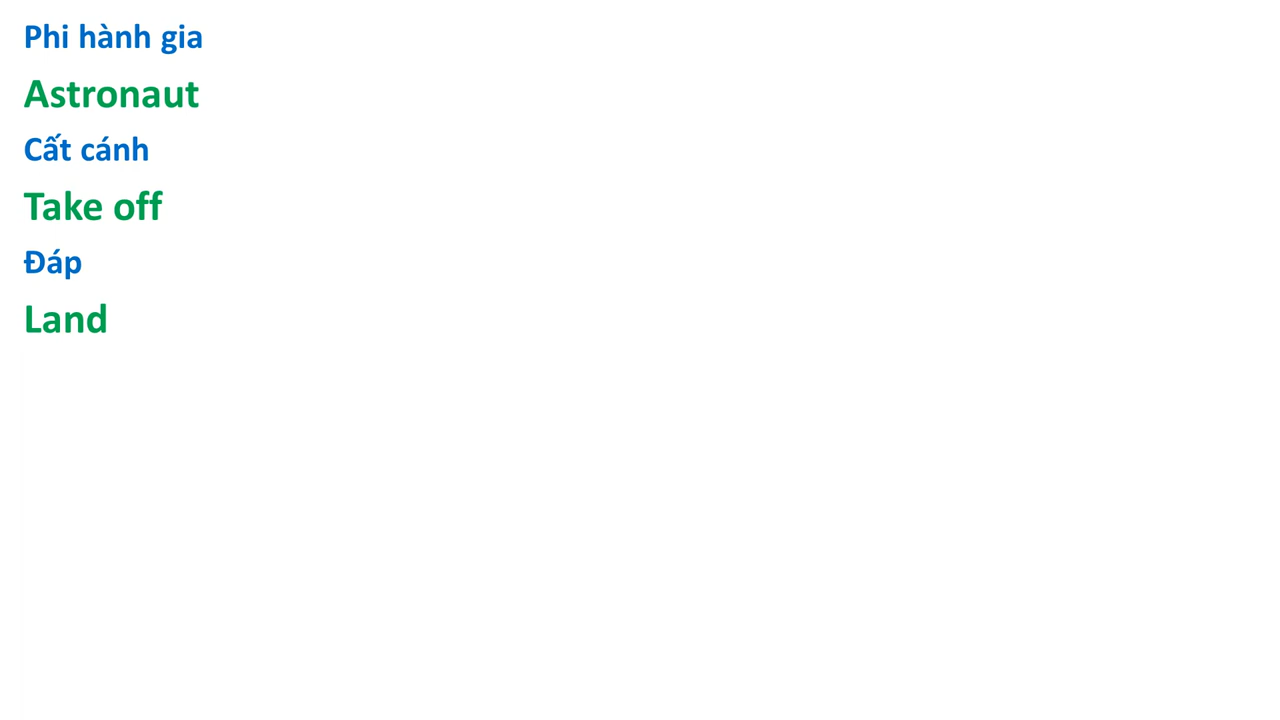 Phi hành gia
Astronaut
Cất cánh
Take off
Đáp
Land